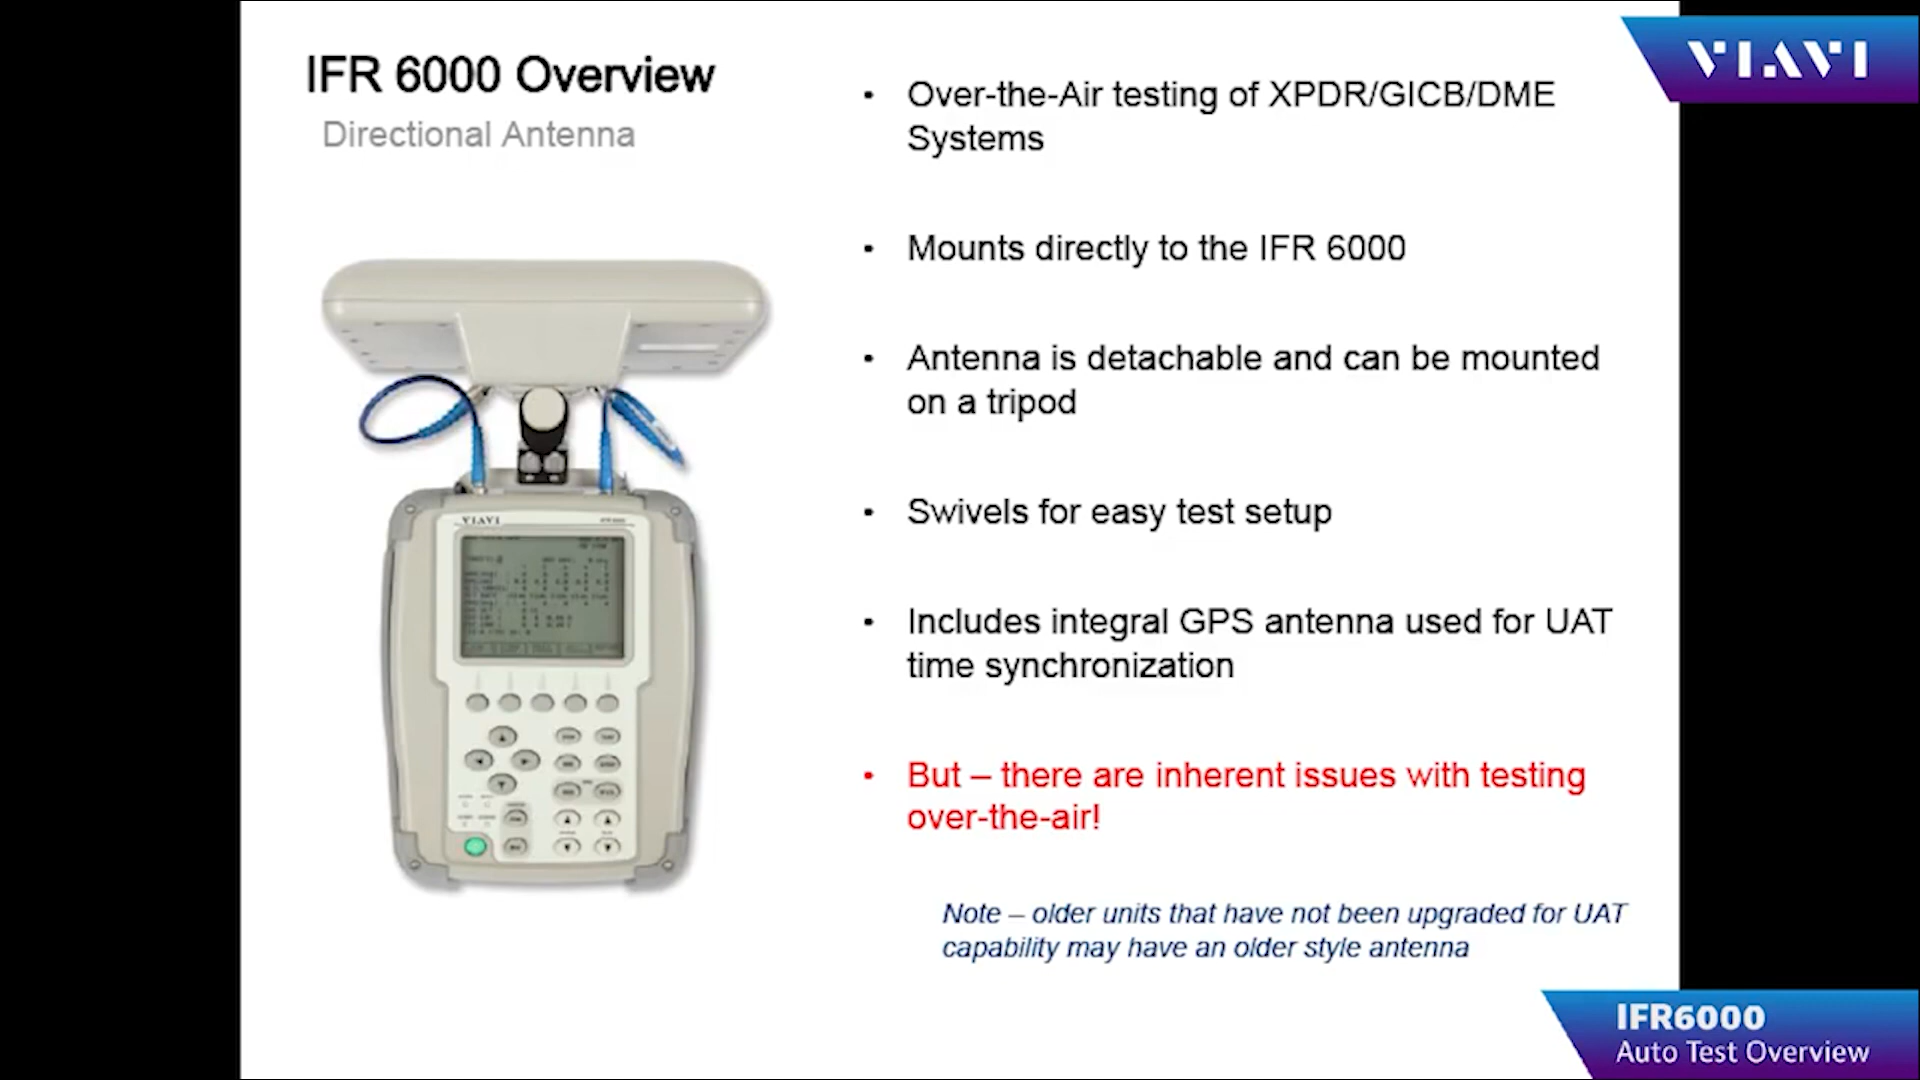 IFR 6000 Overview
Directional Antenna
• Over-the-Air testing of XPDR/GICB/DME
Systems
• Mounts directly to the IFR 6000
• Antenna is detachable and can be mounted
on a tripod
• Swivels for easy test setup
• Includes integral GPS antenna used for UAT
time synchronization
• But – there are inherent issues with testing
over-the-air!
Note – older units that have not been upgraded for UAT
capability may have an older style antenna
VIAVI
VIAVI
IFR6000
Auto Test Overview